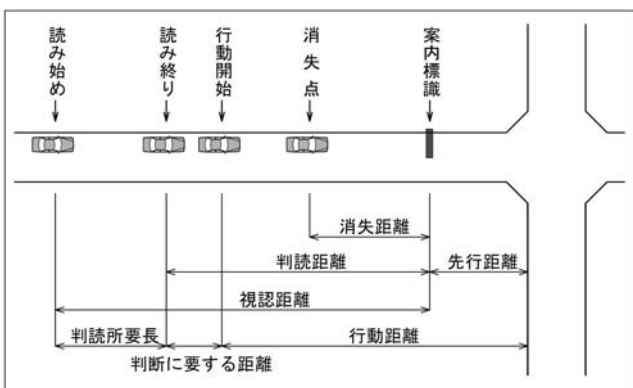 読み始め
読み終り
行動開始
消失点
案内標識
消失距離
判読距離
先行距離
視認距離
判読所要長
行動距離
判断に要する距離